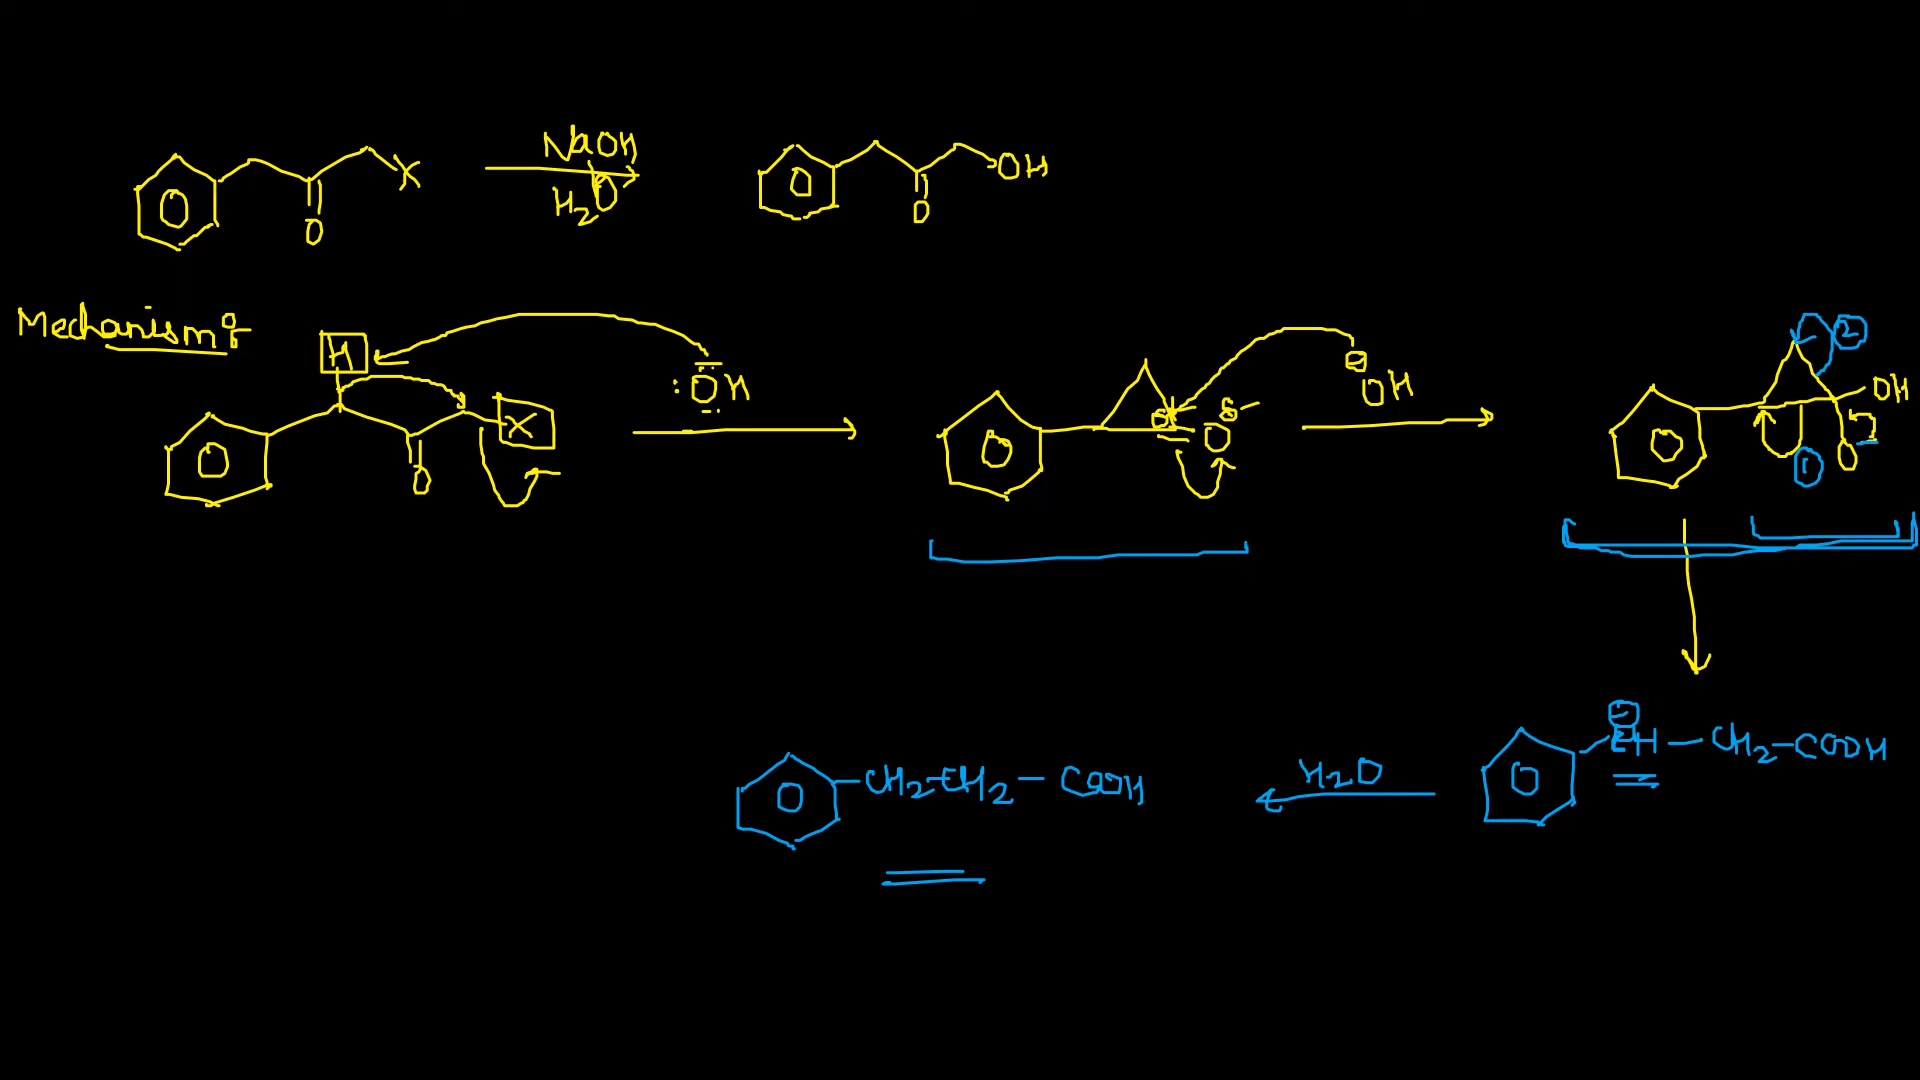 X NaOH H₂O OH
O O
Mechanism:-
H :ÖH ⊖ OH ② OH
X δ⁺ δ⁻
O O ① O
⊖
CH₂-CH₂-COOH H₂O CH-CH₂-COOH